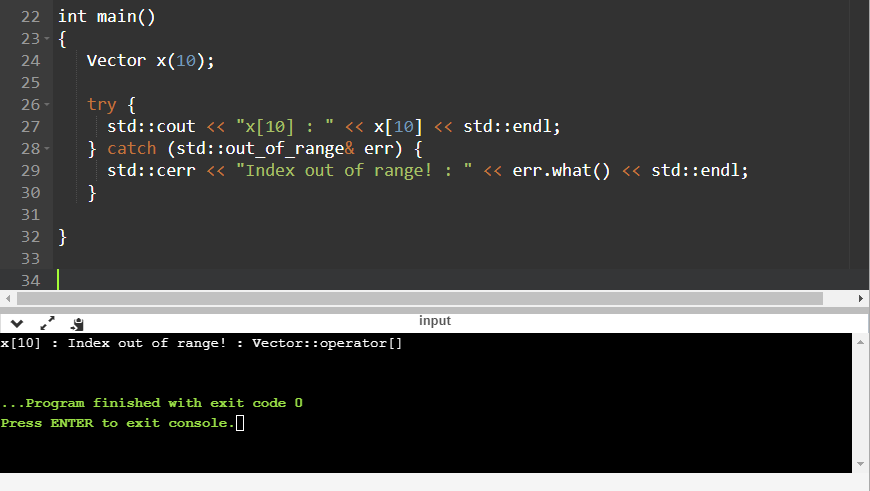 22 int main()
23 {
24 Vector x(10);
25
26 try {
27 std::cout << "x[10] : " << x[10] << std::endl;
28 } catch (std::out_of_range& err) {
29 std::cerr << "Index out of range! : " << err.what() << std::endl;
30 }
31
32 }
33
34
input
x[10] : Index out of range! : Vector::operator[]
...Program finished with exit code 0
Press ENTER to exit console.